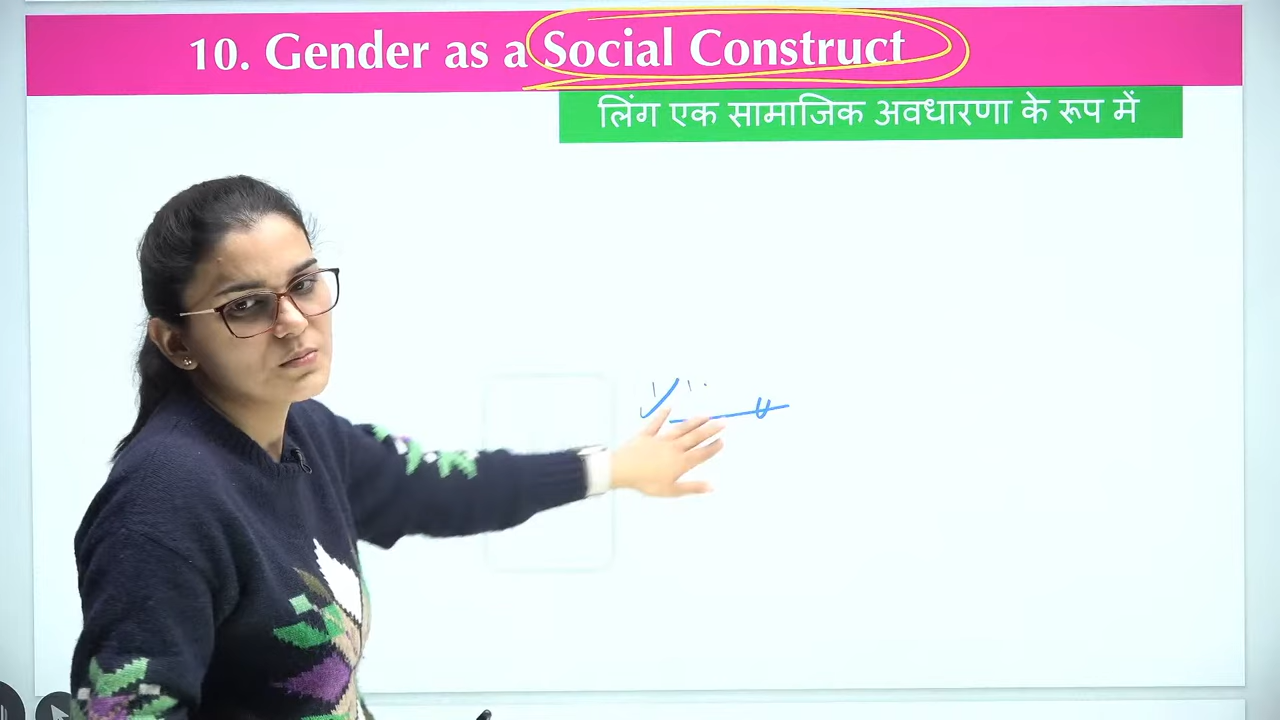 10. Gender as a Social Construct
लिंग एक सामाजिक अवधारणा के रूप में